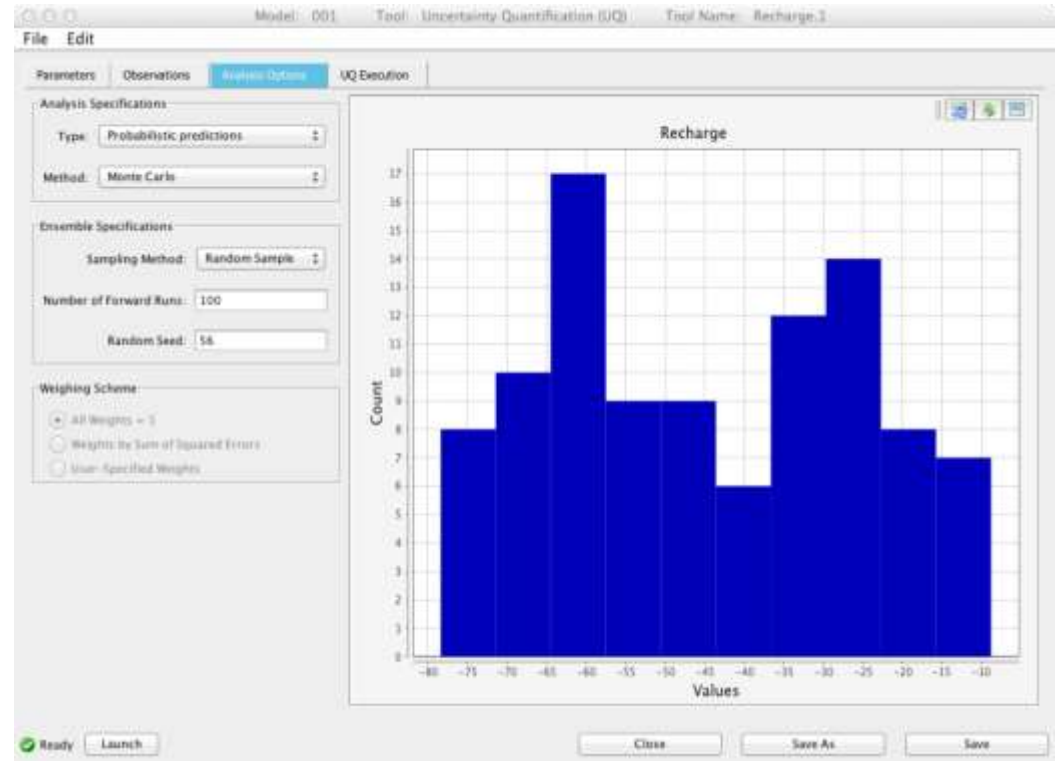 Model: 001 Tool: Uncertainty Quantification (UQ) Tool Name: Recharge.1
File Edit
Parameters Observations Analysis Options UQ Execution
Analysis Specifications
Type: Probabilistic predictions
Method: Monte Carlo
Ensemble Specifications
Sampling Method: Random Sample
Number of Forward Runs: 100
Random Seed: 56
Weighing Scheme
All Weights = 1
Weights by Sum of Squared Errors
User-Specified Weights
Recharge
17
16
15
14
13
12
11
10
9
8
7
6
5
4
3
2
1
0
Count
-80 -75 -70 -65 -60 -55 -50 -45 -40 -35 -30 -25 -20 -15 -10
Values
Ready Launch Close Save As Save